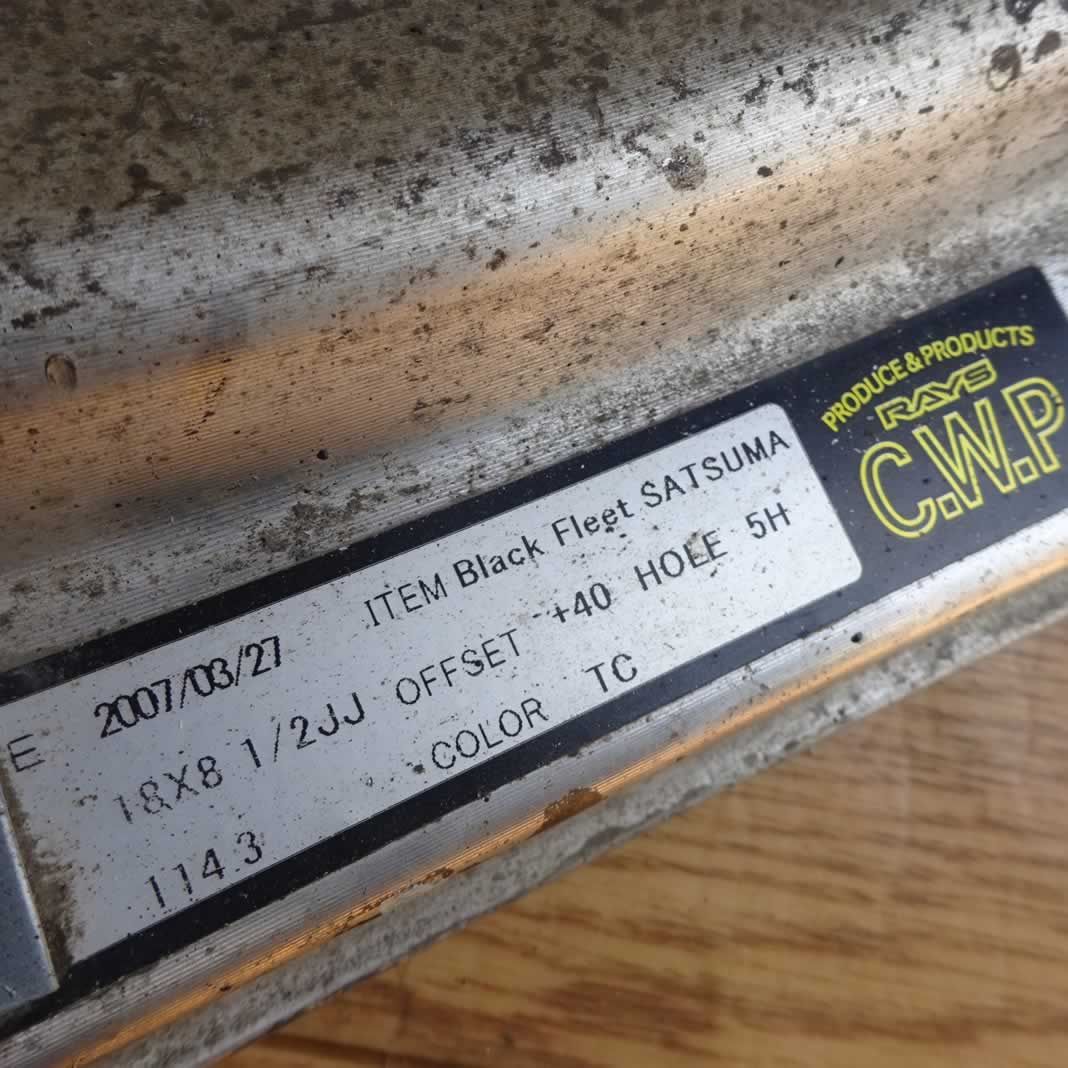 E 2007/03/27 ITEM Black Fleet SATSUMA
18X8 1/2JJ OFFSET +40 HOLE 5H
114.3 COLOR TC
PRODUCE&PRODUCTS
RAYS
C.W.P